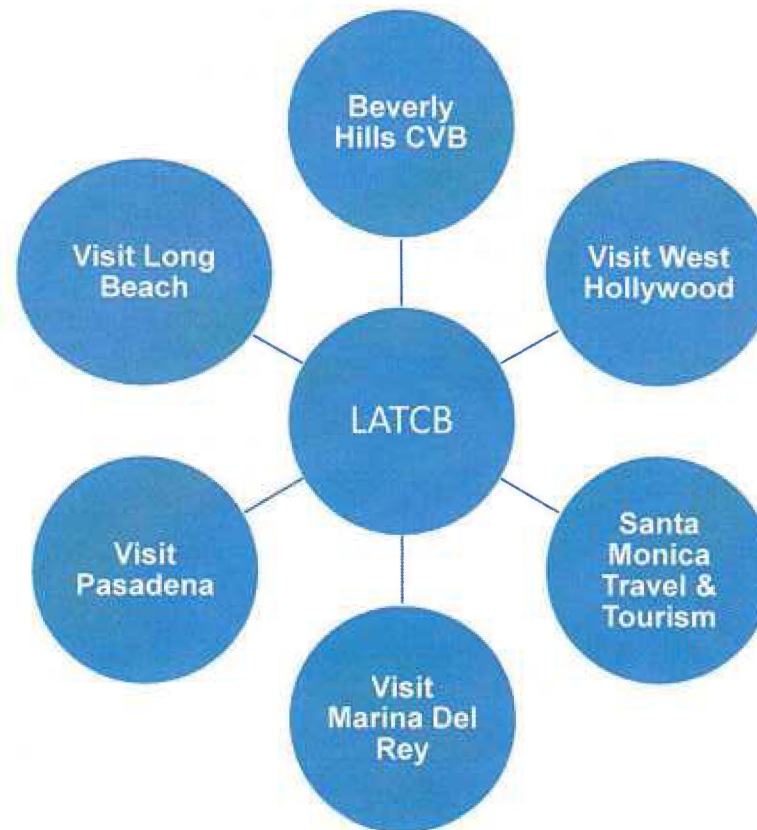 Beverly
Hills CVB
Visit West
Hollywood
Santa
Monica
Travel &
Tourism
Visit
Marina Del
Rey
Visit
Pasadena
Visit Long
Beach
LATCB